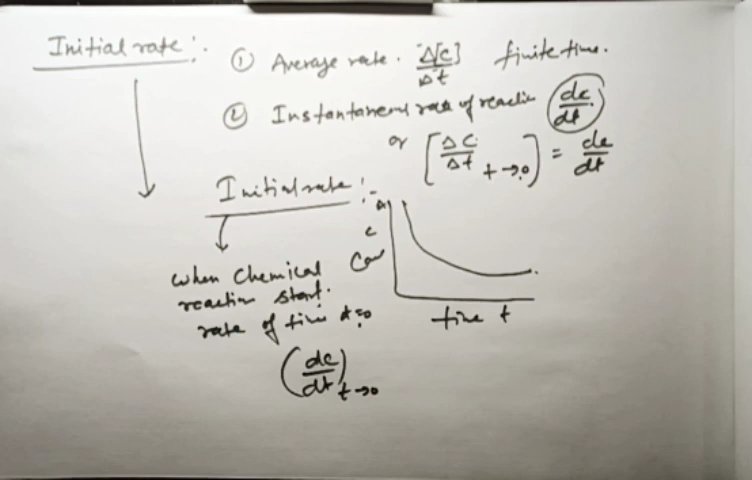 Initial rate :.
① Average rate. Δ[c]/Δt finite time.
② Instantaneous rate of reaction dc/dt
or [Δc/Δt t→0] = dc/dt
Initial rate :-
c
time t
when chemical
reaction start.
rate of time t=0
(dc/dt) t→0